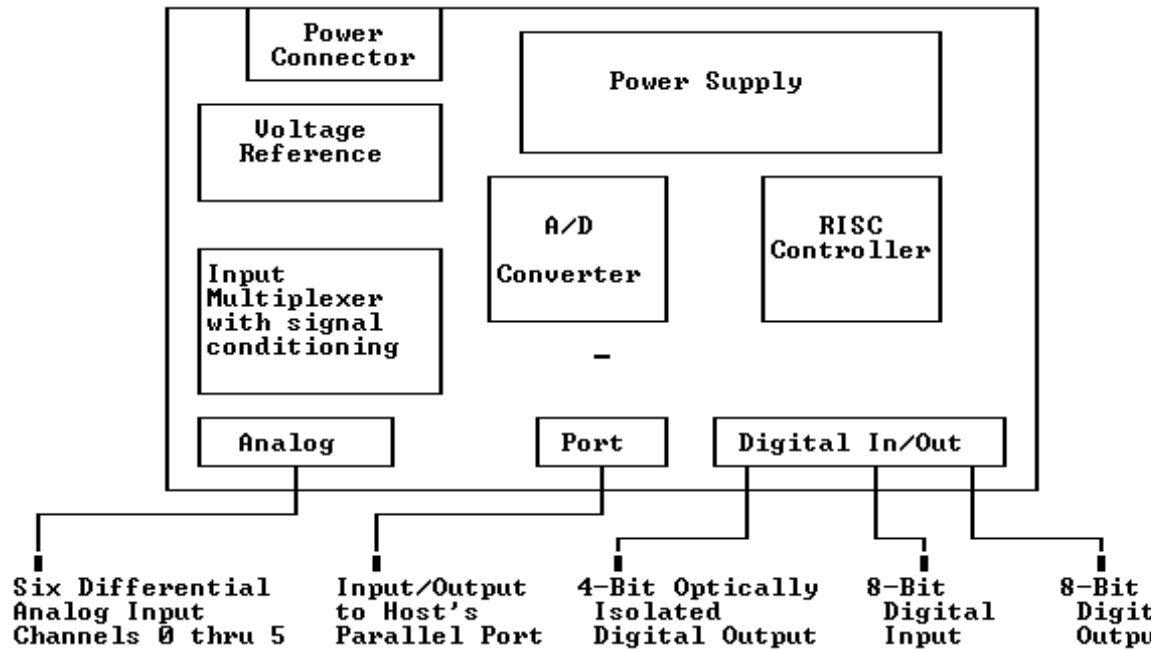 Power
Connector
Power Supply
Voltage
Reference
A/D
Converter
RISC
Controller
Input
Multiplexer
with signal
conditioning
Analog
Port
Digital In/Out
Six Differential
Analog Input
Channels 0 thru 5
Input/Output
to Host's
Parallel Port
4-Bit Optically
Isolated
Digital Output
8-Bit
Digital
Input
8-Bit
Digit
Outpu